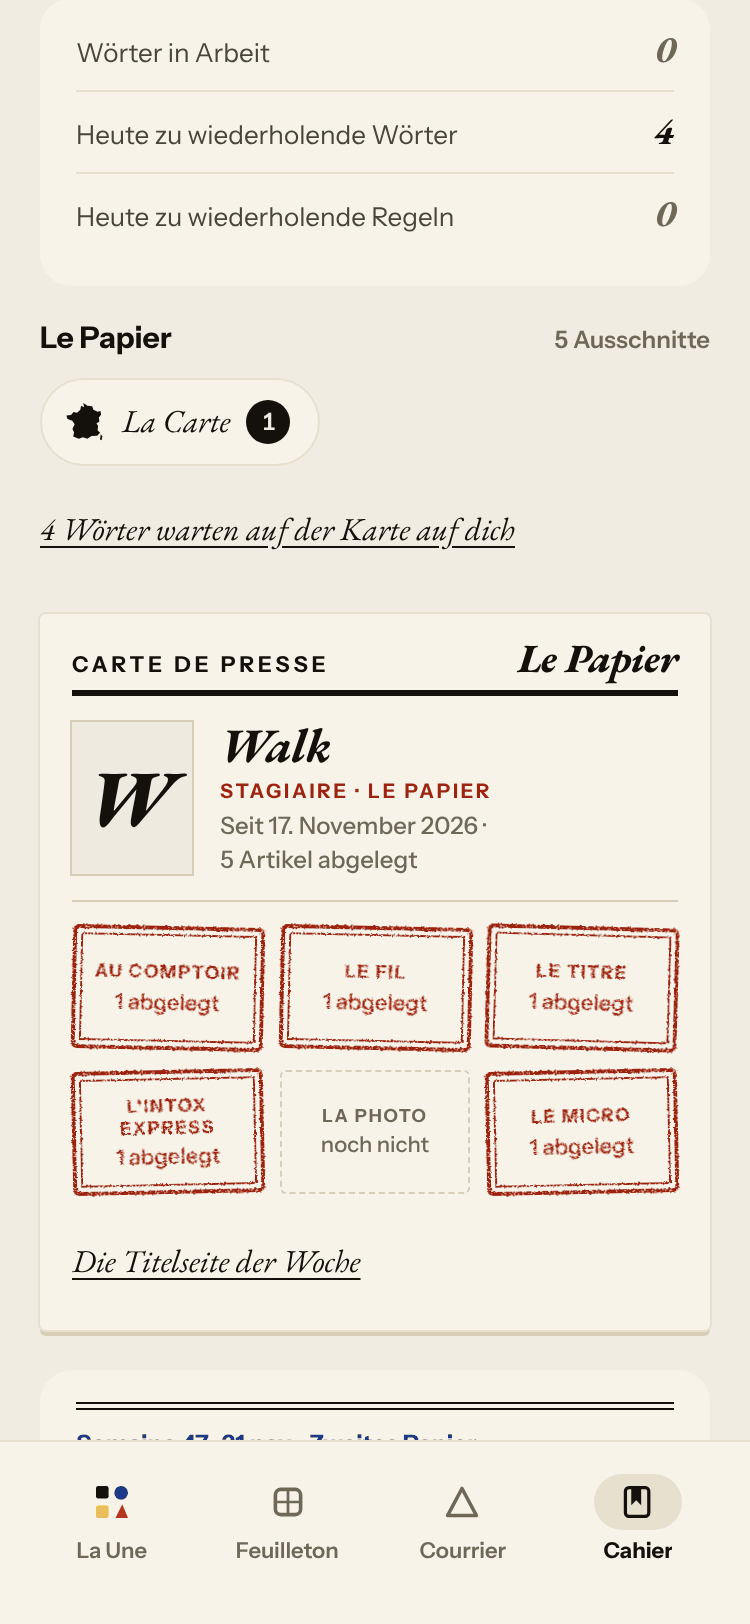 Wörter in Arbeit 0
Heute zu wiederholende Wörter 4
Heute zu wiederholende Regeln 0
Le Papier 5 Ausschnitte
La Carte 1
4 Wörter warten auf der Karte auf dich
CARTE DE PRESSE Le Papier
W
Walk
STAGIAIRE · LE PAPIER
Seit 17. November 2026 ·
5 Artikel abgelegt
AU COMPTOIR
1 abgelegt
LE FIL
1 abgelegt
LE TITRE
1 abgelegt
L'INTOX
EXPRESS
1 abgelegt
LA PHOTO
noch nicht
LE MICRO
1 abgelegt
Die Titelseite der Woche
La Une
Feuilleton
Courrier
Cahier